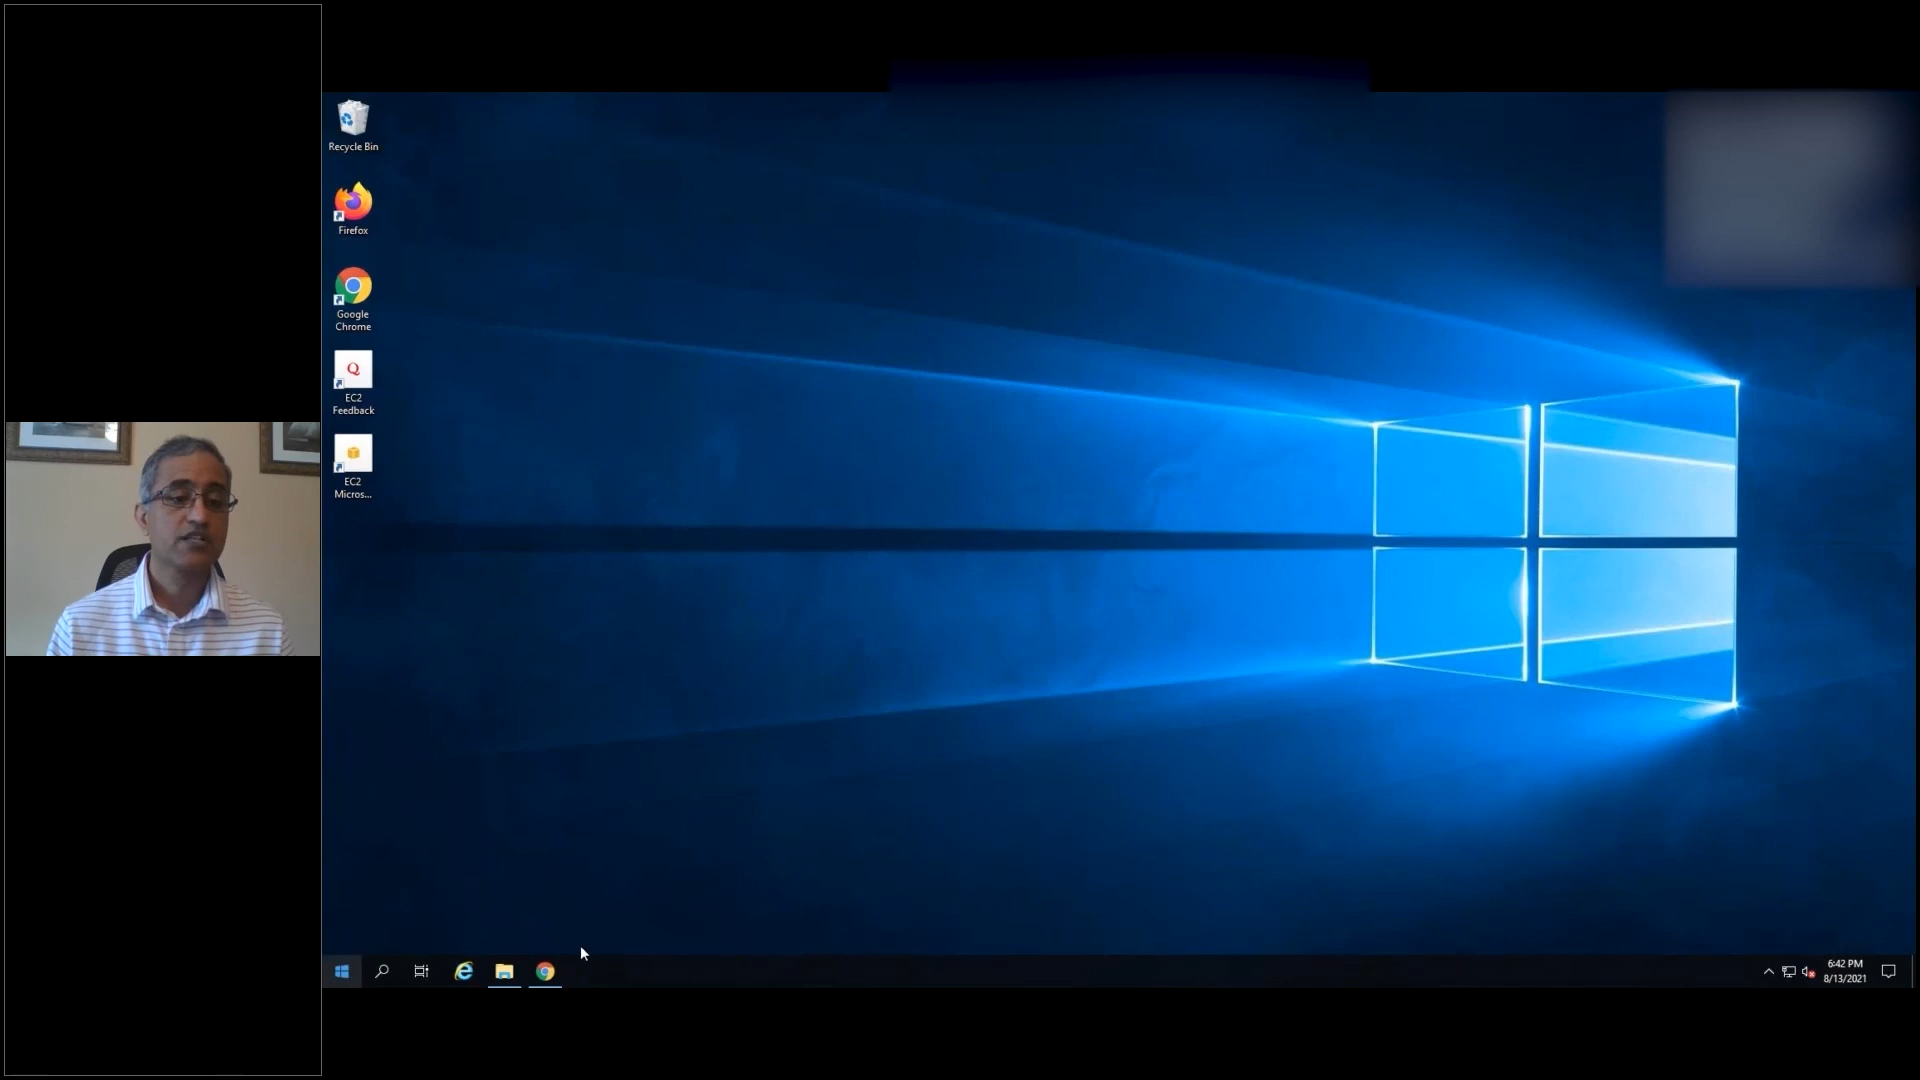 Recycle Bin
Firefox
Google
Chrome
Q
EC2
Feedback
EC2
Micros...
6:42 PM
8/13/2021